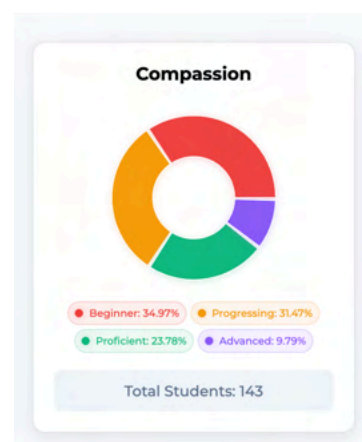 Compassion
Beginner: 34.97% Progressing: 31.47%
Proficient: 23.78% Advanced: 9.79%
Total Students: 143